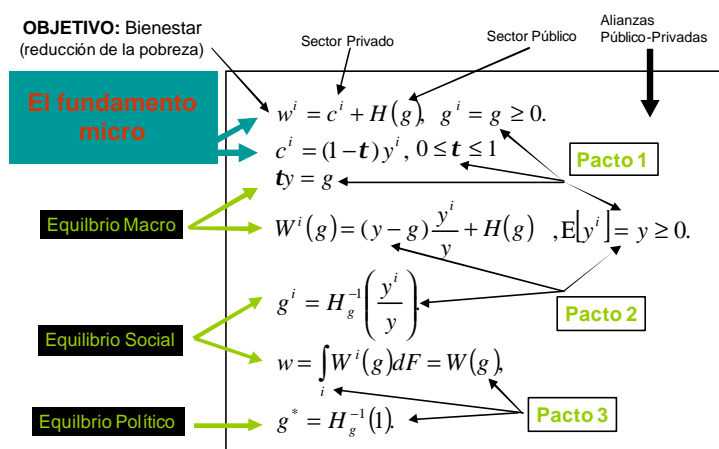 OBJETIVO: Bienestar
(reducción de la pobreza)
Sector Privado
Sector Público
Alianzas
Público-Privadas
El fundamento
micro
w^i = c^i + H(g), g^i = g ≥ 0.
c^i = (1-t) y^i, 0 ≤ t ≤ 1
ty = g
Pacto 1
Equilbrio Macro
W^i(g) = (y - g) y^i/y + H(g) , E[y^i] = y ≥ 0.
g^i = H_g^{-1}(y^i/y).
Pacto 2
Equilibrio Social
w = ∫_i W^i(g)dF = W(g),
Equilbrio Político
g^* = H_g^{-1}(1).
Pacto 3